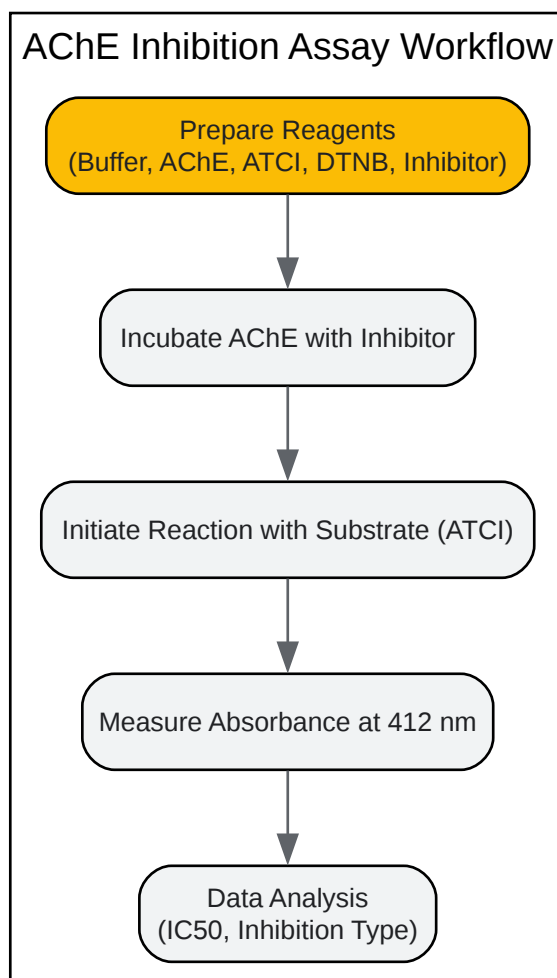 AChE Inhibition Assay Workflow
Prepare Reagents
(Buffer, AChE, ATCI, DTNB, Inhibitor)
Incubate AChE with Inhibitor
Initiate Reaction with Substrate (ATCI)
Measure Absorbance at 412 nm
Data Analysis
(IC50, Inhibition Type)